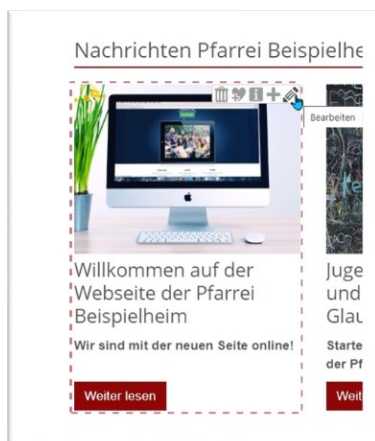 Nachrichten Pfarrei Beispielhe
Bearbeiten
Willkommen auf der
Webseite der Pfarrei
Beispielheim
Wir sind mit der neuen Seite online!
Weiter lesen
Juge
und
Glau
Starte
der Pf
Weit